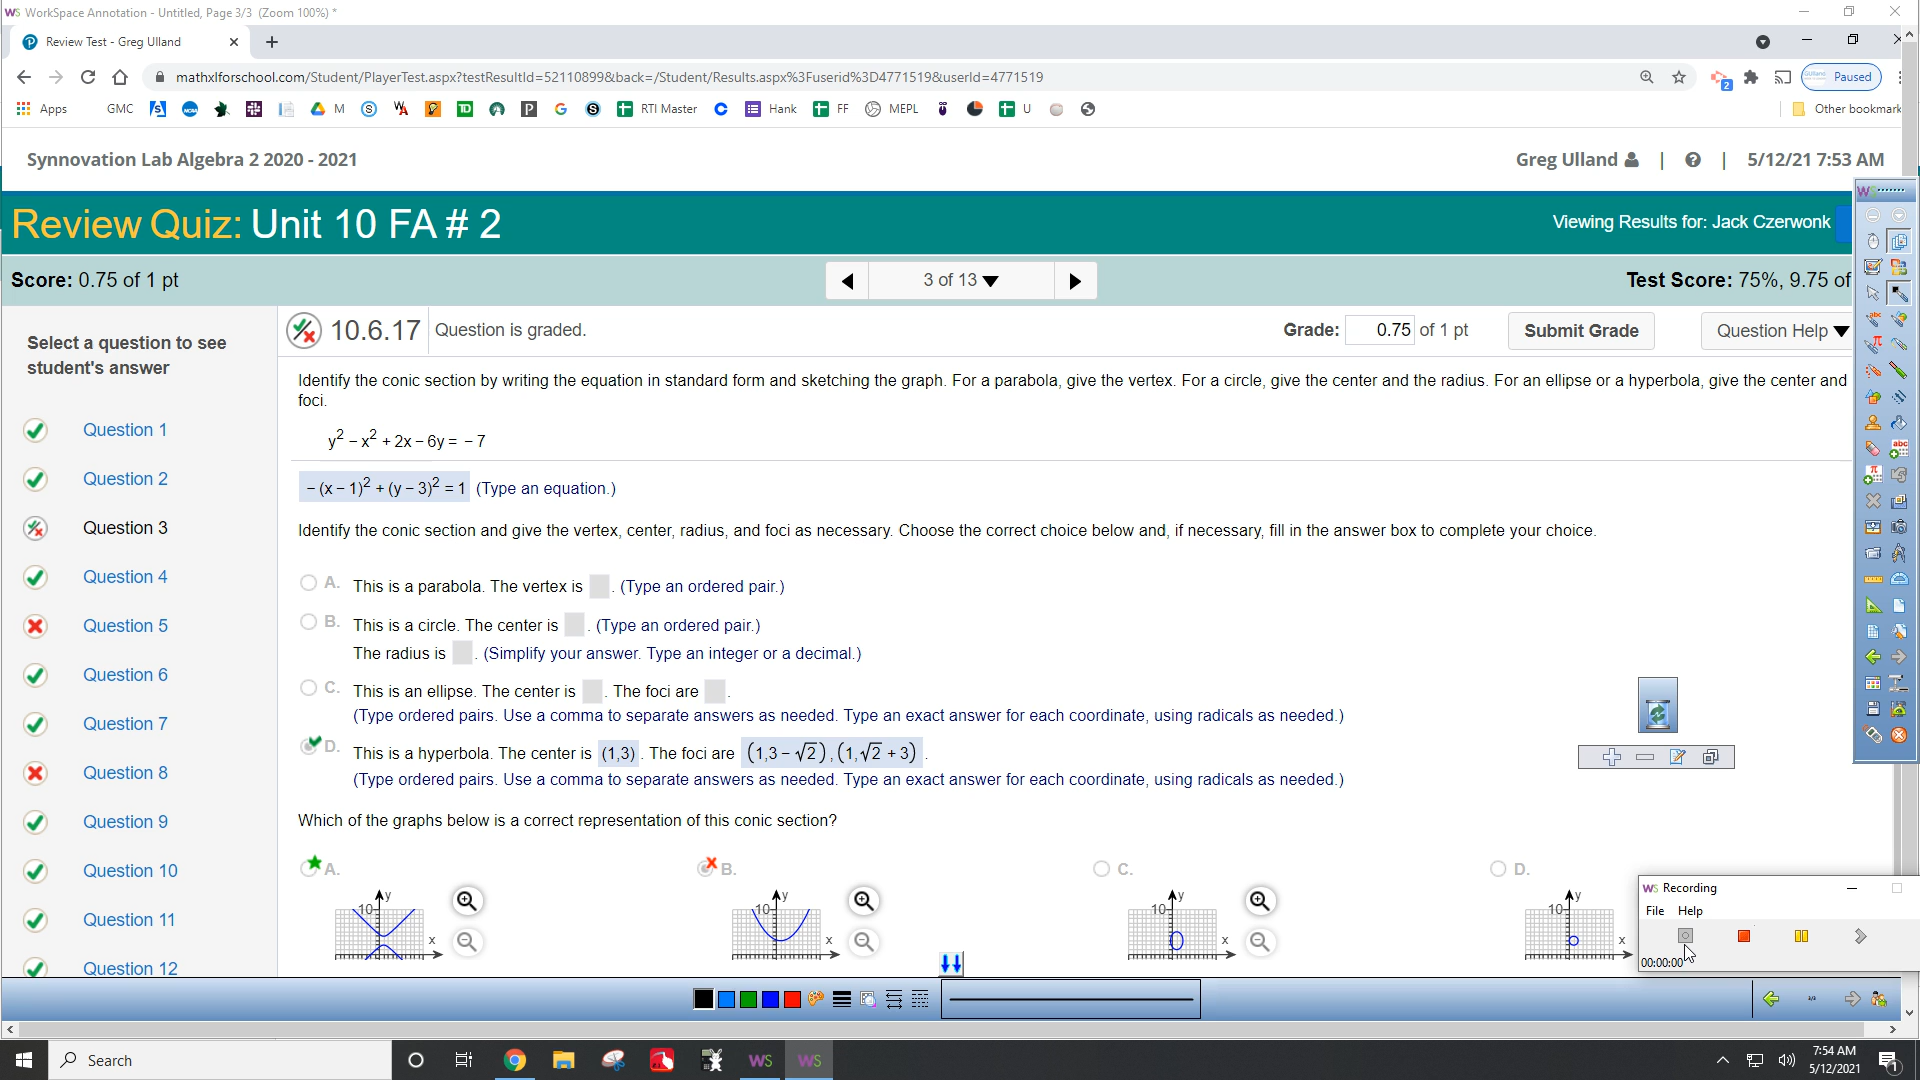 WS WorkSpace Annotation - Untitled, Page 3/3 (Zoom 100%) *
Review Test - Greg Ulland
mathxlforschool.com/Student/PlayerTest.aspx?testResultId=52110899&back=/Student/Results.aspx%3Fuserid%3D4771519&userId=4771519
2
Paused
Apps GMC M RTI Master Hank FF MEPL U Other bookmark
Synnovation Lab Algebra 2 2020 - 2021
Greg Ulland | ? | 5/12/21 7:53 AM
Review Quiz: Unit 10 FA # 2
Viewing Results for: Jack Czerwonk
Score: 0.75 of 1 pt
3 of 13
Test Score: 75%, 9.75 of
Select a question to see
student's answer
Question 1
Question 2
Question 3
Question 4
Question 5
Question 6
Question 7
Question 8
Question 9
Question 10
Question 11
Question 12
10.6.17 Question is graded.
Grade: 0.75 of 1 pt
Submit Grade
Question Help
Identify the conic section by writing the equation in standard form and sketching the graph. For a parabola, give the vertex. For a circle, give the center and the radius. For an ellipse or a hyperbola, give the center and
foci.
y² − x² + 2x − 6y = − 7
− (x − 1)² + (y − 3)² = 1 (Type an equation.)
Identify the conic section and give the vertex, center, radius, and foci as necessary. Choose the correct choice below and, if necessary, fill in the answer box to complete your choice.
A. This is a parabola. The vertex is . (Type an ordered pair.)
B. This is a circle. The center is . (Type an ordered pair.)
The radius is . (Simplify your answer. Type an integer or a decimal.)
C. This is an ellipse. The center is . The foci are .
(Type ordered pairs. Use a comma to separate answers as needed. Type an exact answer for each coordinate, using radicals as needed.)
D. This is a hyperbola. The center is (1,3) . The foci are (1,3 − √2),(1,√2 + 3) .
(Type ordered pairs. Use a comma to separate answers as needed. Type an exact answer for each coordinate, using radicals as needed.)
Which of the graphs below is a correct representation of this conic section?
A. B. C. D.
y y y y
10 10 10 10
x x x x
WS Recording
File Help
00:00:00
Search
WS WS
7:54 AM
5/12/2021
1